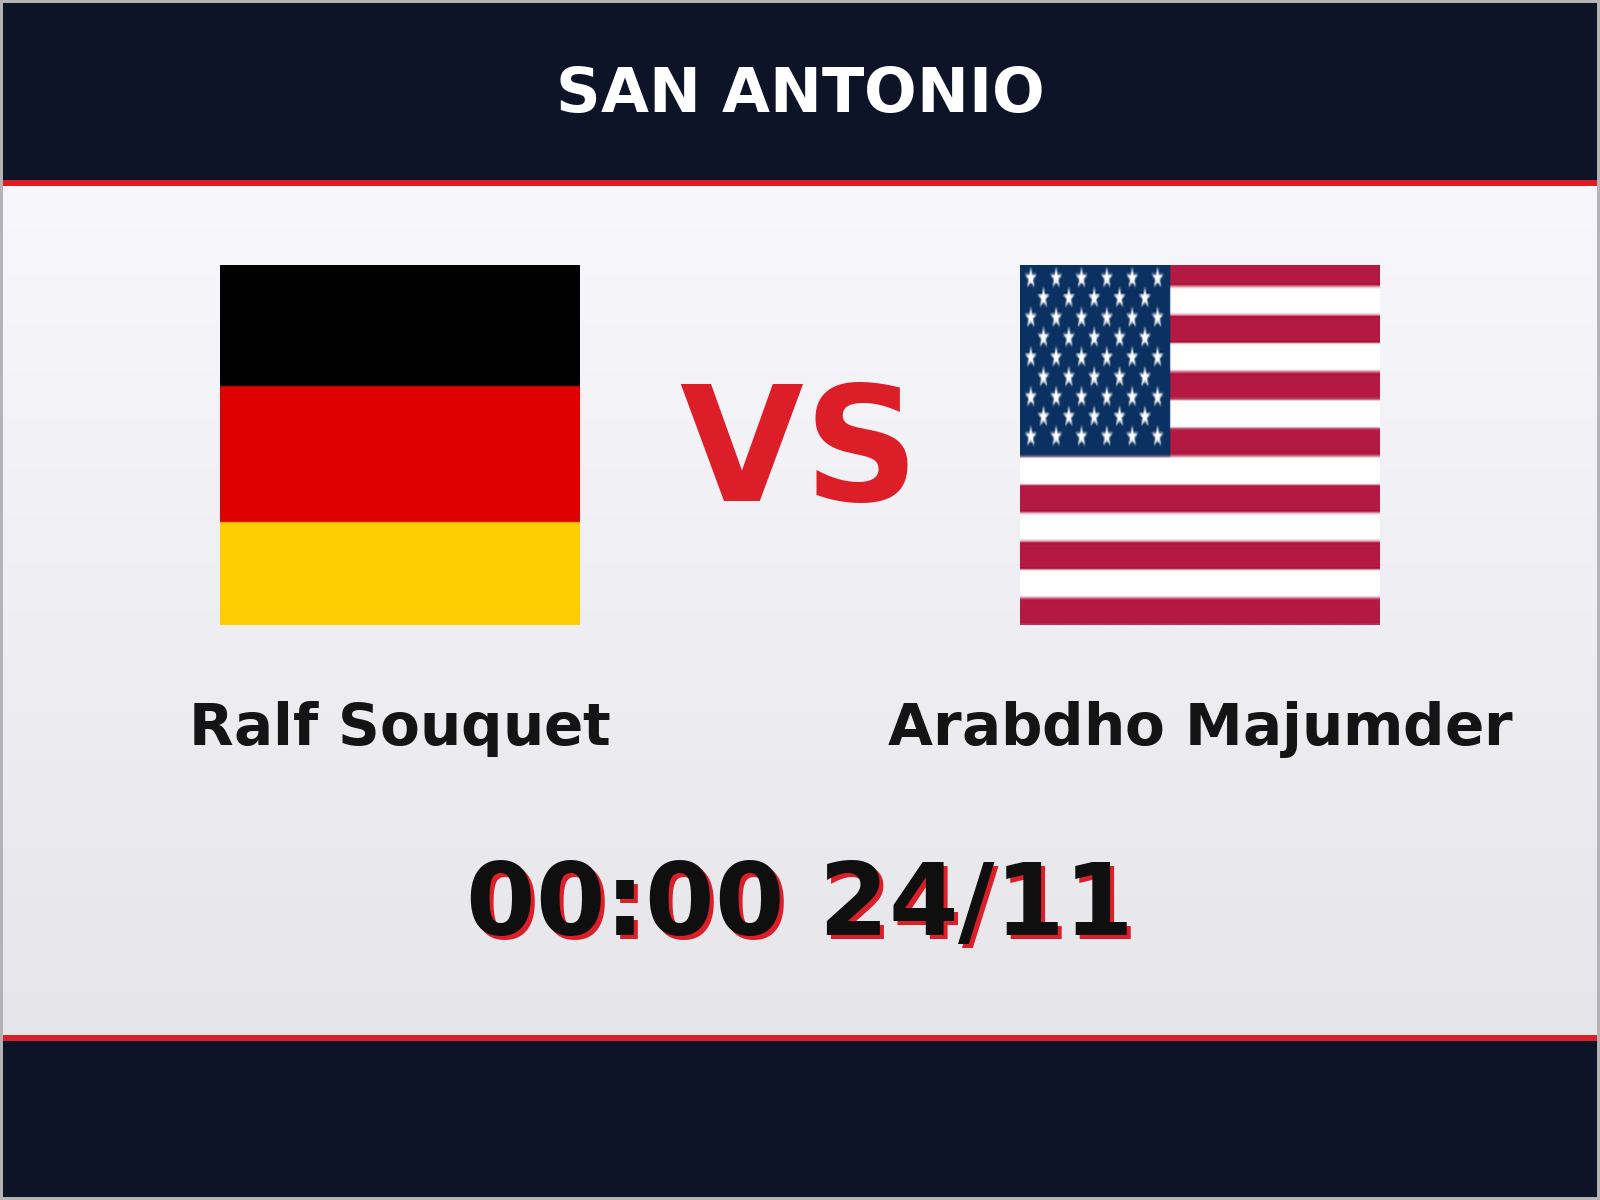 SAN ANTONIO
VS
Ralf Souquet
Arabdho Majumder
00:00 24/11